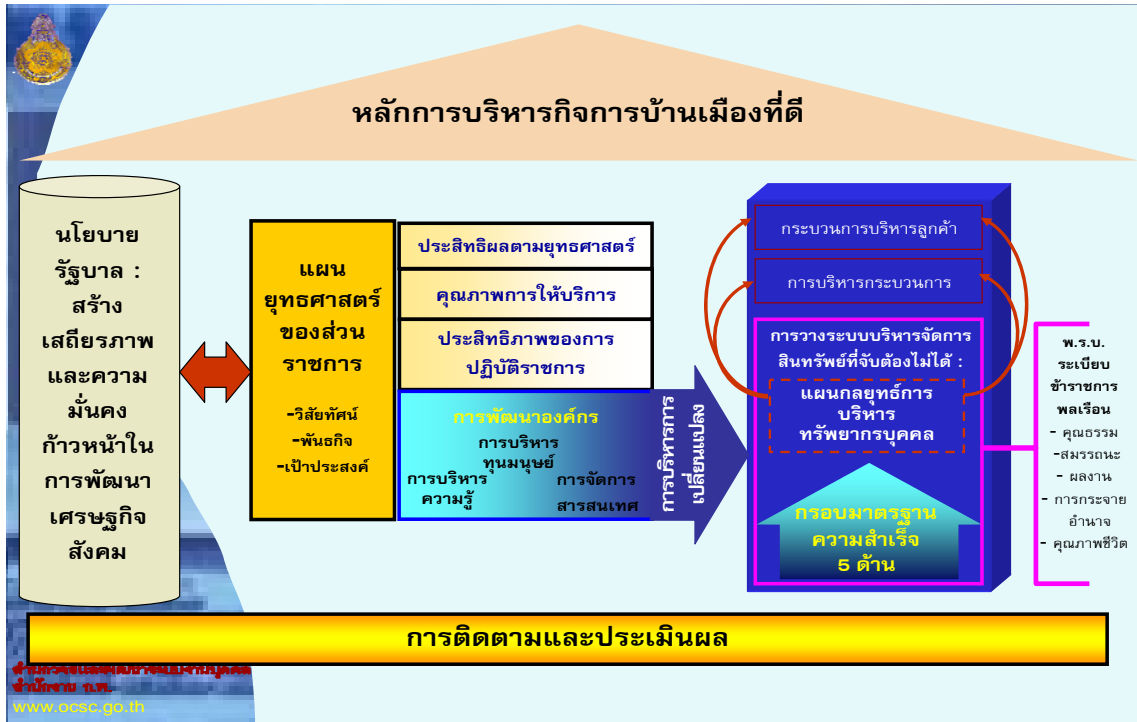 หลักการบริหารกิจการบ้านเมืองที่ดี
นโยบาย
รัฐบาล :
สร้าง
เสถียรภาพ
และความ
มั่นคง
ก้าวหน้าใน
การพัฒนา
เศรษฐกิจ
สังคม
แผน
ยุทธศาสตร์
ของส่วน
ราชการ
-วิสัยทัศน์
-พันธกิจ
-เป้าประสงค์
ประสิทธิผลตามยุทธศาสตร์
คุณภาพการให้บริการ
ประสิทธิภาพของการ
ปฏิบัติราชการ
การพัฒนาองค์กร
การบริหาร
ทุนมนุษย์
การบริหาร
ความรู้
การจัดการ
สารสนเทศ
การบริหารการ
เปลี่ยนแปลง
กระบวนการบริหารลูกค้า
การบริหารกระบวนการ
การวางระบบบริหารจัดการ
สินทรัพย์ที่จับต้องไม่ได้ :
แผนกลยุทธ์การ
บริหาร
ทรัพยากรบุคคล
กรอบมาตรฐาน
ความสำเร็จ
5 ด้าน
พ.ร.บ.
ระเบียบ
ข้าราชการ
พลเรือน
- คุณธรรม
-สมรรถนะ
- ผลงาน
- การกระจาย
อำนาจ
- คุณภาพชีวิต
การติดตามและประเมินผล
สำนักงาน ก.พ.
www.ocsc.go.th